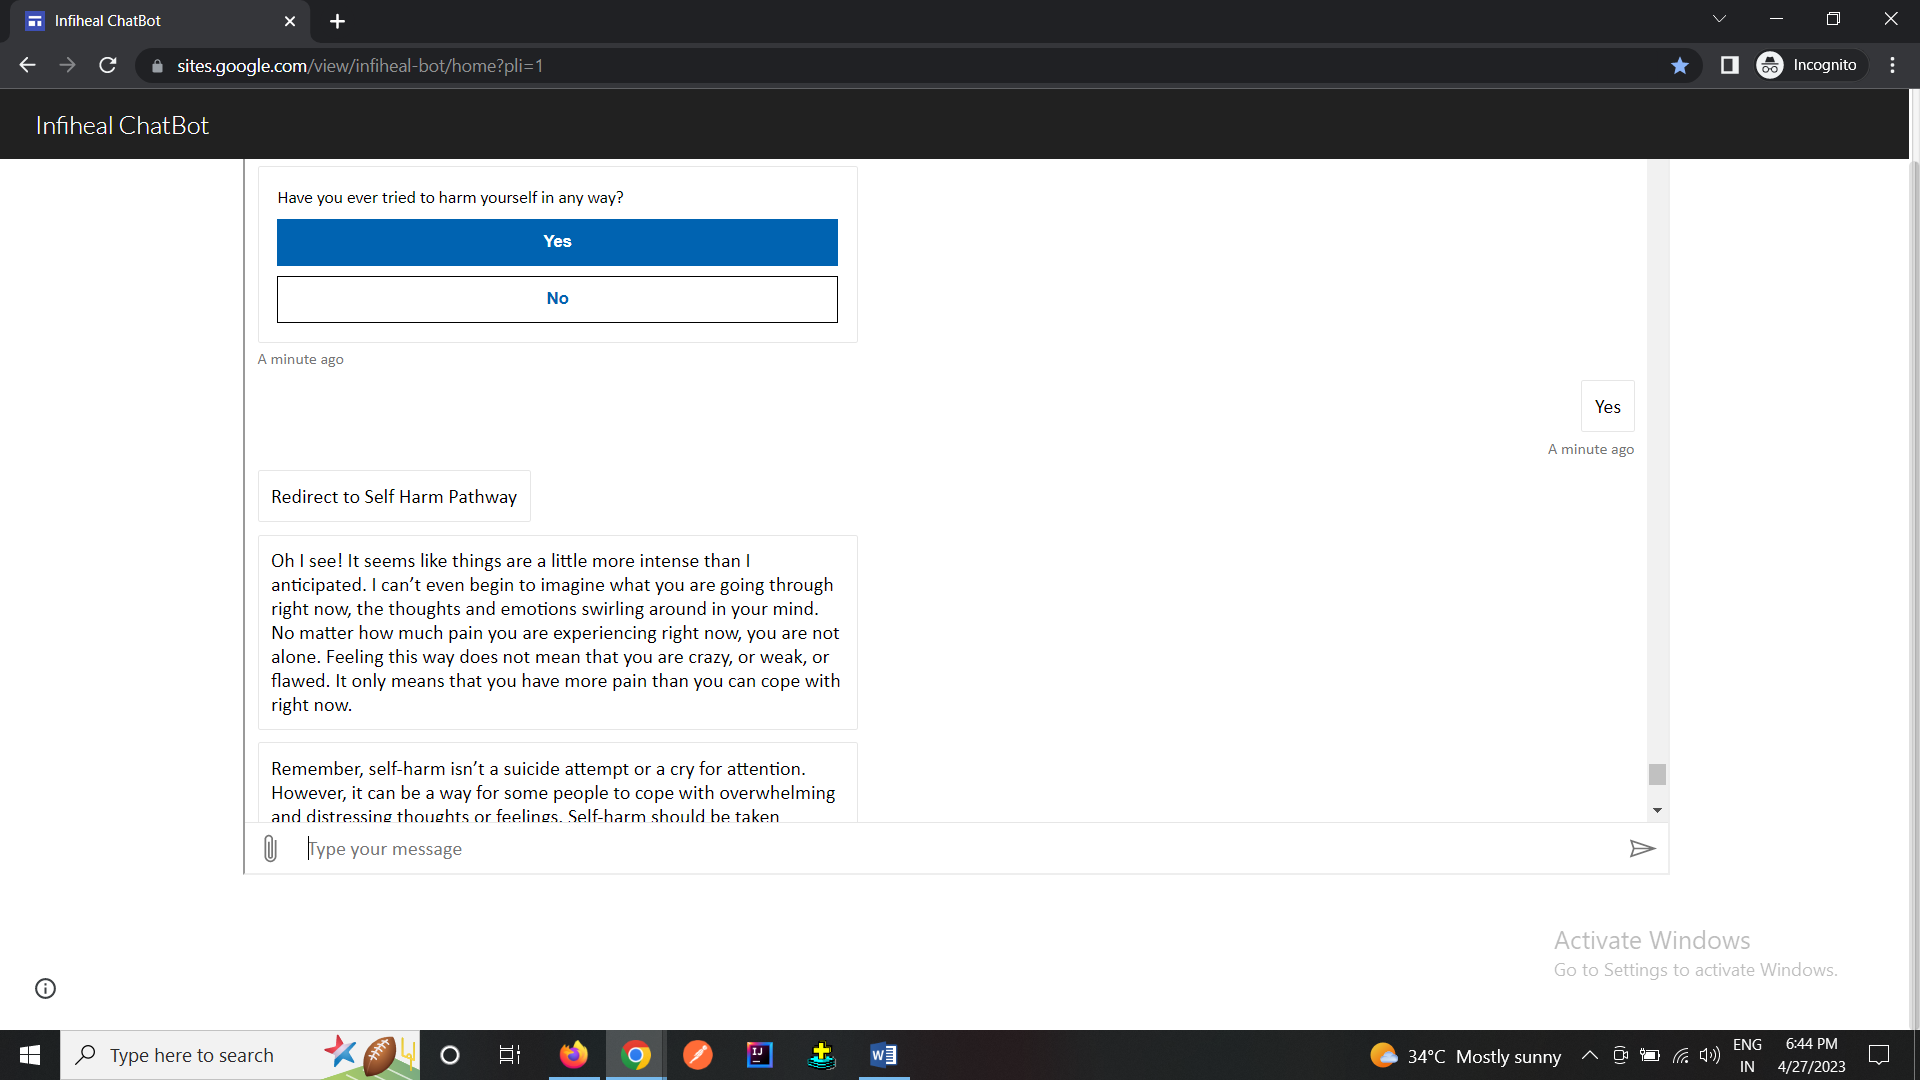 Infiheal ChatBot
sites.google.com/view/infiheal-bot/home?pli=1
Incognito
Infiheal ChatBot
Have you ever tried to harm yourself in any way?
Yes
No
A minute ago
Yes
A minute ago
Redirect to Self Harm Pathway
Oh I see! It seems like things are a little more intense than I
anticipated. I can’t even begin to imagine what you are going through
right now, the thoughts and emotions swirling around in your mind.
No matter how much pain you are experiencing right now, you are not
alone. Feeling this way does not mean that you are crazy, or weak, or
flawed. It only means that you have more pain than you can cope with
right now.
Remember, self-harm isn’t a suicide attempt or a cry for attention.
However, it can be a way for some people to cope with overwhelming
and distressing thoughts or feelings. Self-harm should be taken
Type your message
Activate Windows
Go to Settings to activate Windows.
Type here to search
34°C Mostly sunny
ENG
IN
6:44 PM
4/27/2023